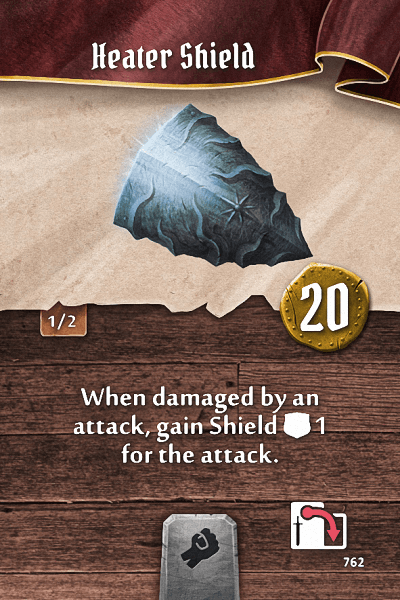 Heater Shield
1/2
20
When damaged by an
attack, gain Shield 1
for the attack.
762